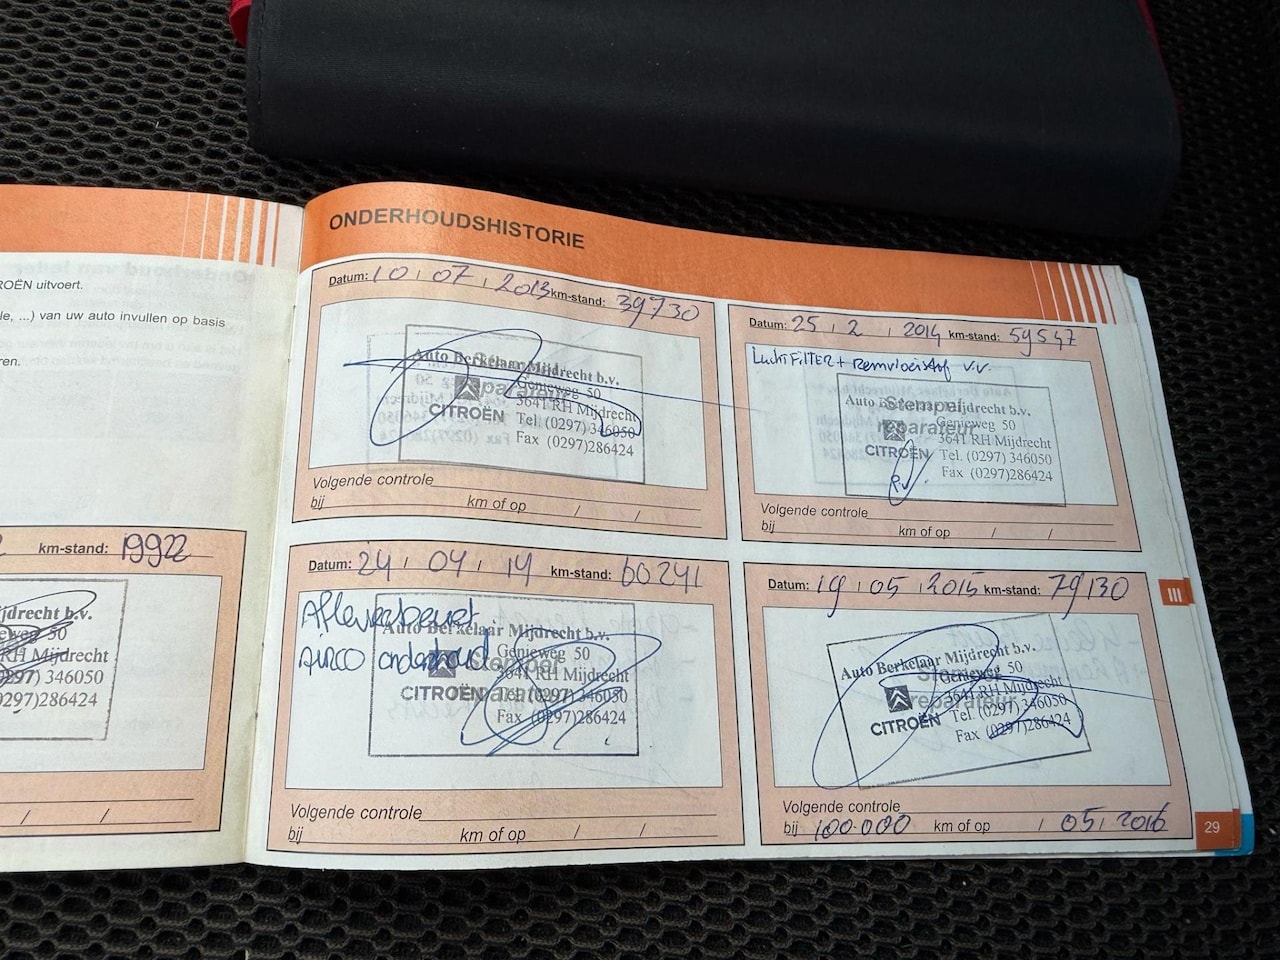 ROËN uitvoert.
le, ...) van uw auto invullen op basis
ren.
km-stand: 19922
jdrecht b.v.
weg 50
RH Mijdrecht
297) 346050
0297)286424
/ /
ONDERHOUDSHISTORIE
Datum: 10 / 07 / 2013 km-stand: 39730
Auto Berkelaar Mijdrecht b.v.
Genieweg 50
3641 RH Mijdrecht
CITROËN Tel. (0297) 346050
Fax (0297)286424
Volgende controle
bij km of op / /
Datum: 25 / 2 / 2014 km-stand: 59547
LuchtFilter + Remvloeistof v.v.
Stempel
reparateur
Auto Berkelaar Mijdrecht b.v.
Genieweg 50
3641 RH Mijdrecht
CITROËN Tel. (0297) 346050
Fax (0297)286424
Volgende controle
bij km of op / /
Datum: 24 / 04 / 14 km-stand: 60241
Afleverbeurt
Airco onderhoud
Stempel
Auto Berkelaar Mijdrecht b.v.
Genieweg 50
3641 RH Mijdrecht
CITROËN Tel. (0297) 346050
Fax (0297)286424
Volgende controle
bij km of op / /
Datum: 19 / 05 / 2015 km-stand: 79130
Auto Berkelaar Mijdrecht b.v.
Genieweg 50
3641 RH Mijdrecht
reparateur
CITROËN Tel. (0297) 346050
Fax (0297)286424
Volgende controle
bij 100.000 km of op / 05 / 2016
III
29